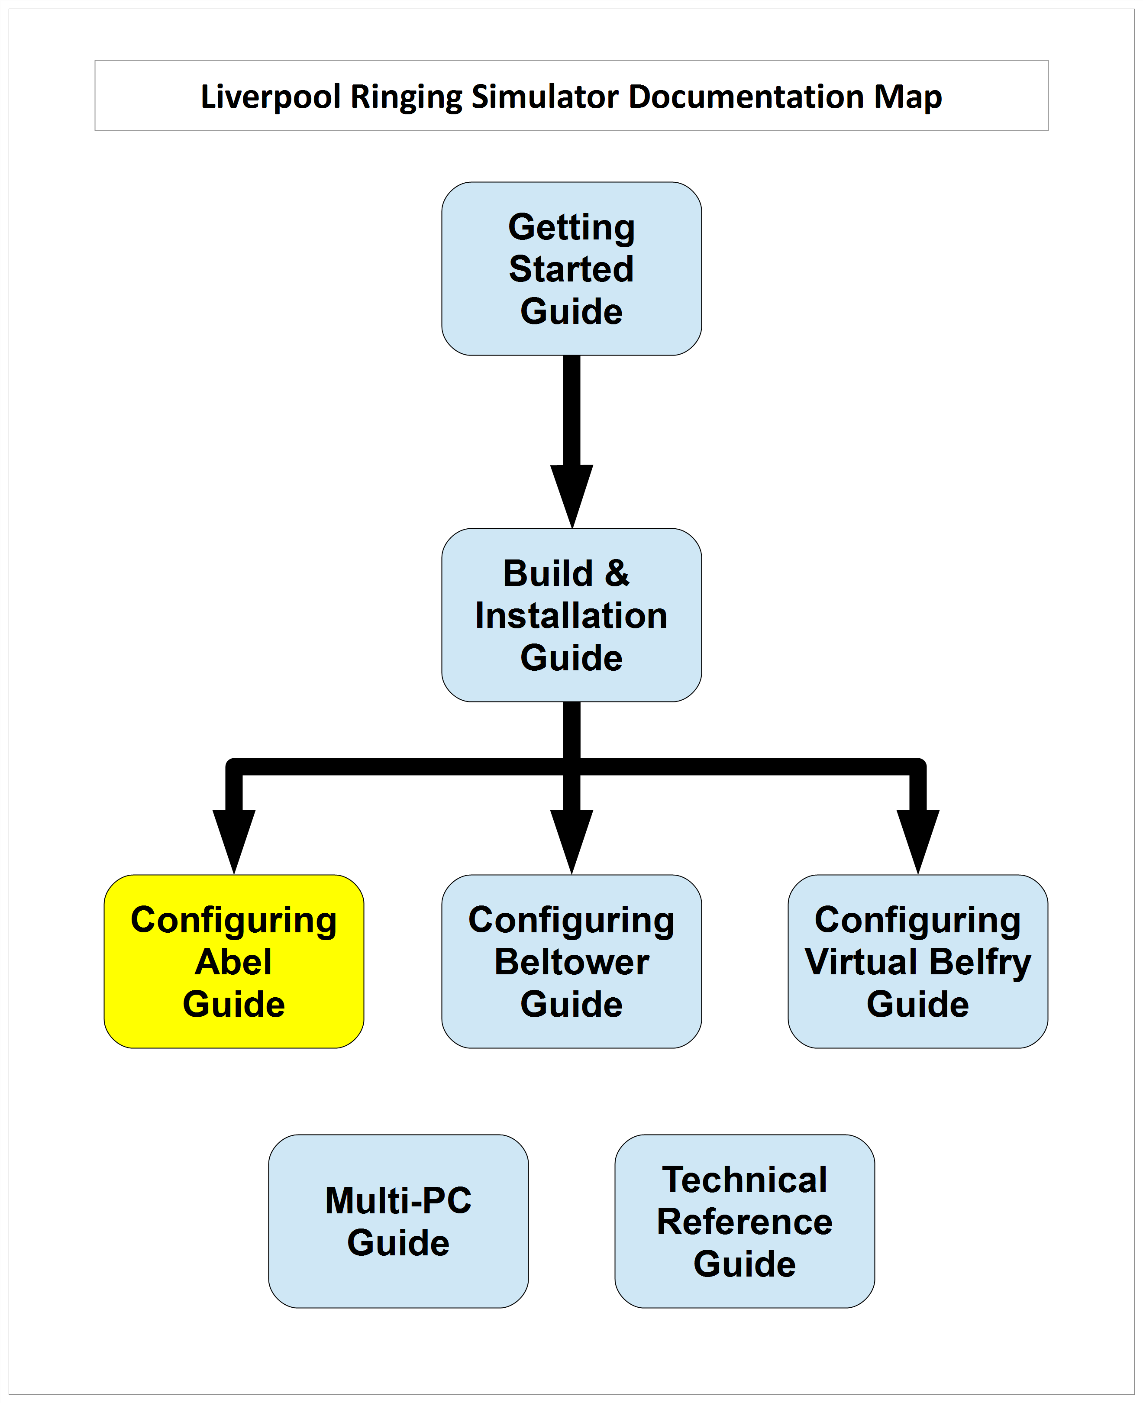 Liverpool Ringing Simulator Documentation Map
Getting
Started
Guide
Build &
Installation
Guide
Configuring
Abel
Guide
Configuring
Beltower
Guide
Configuring
Virtual Belfry
Guide
Multi-PC
Guide
Technical
Reference
Guide